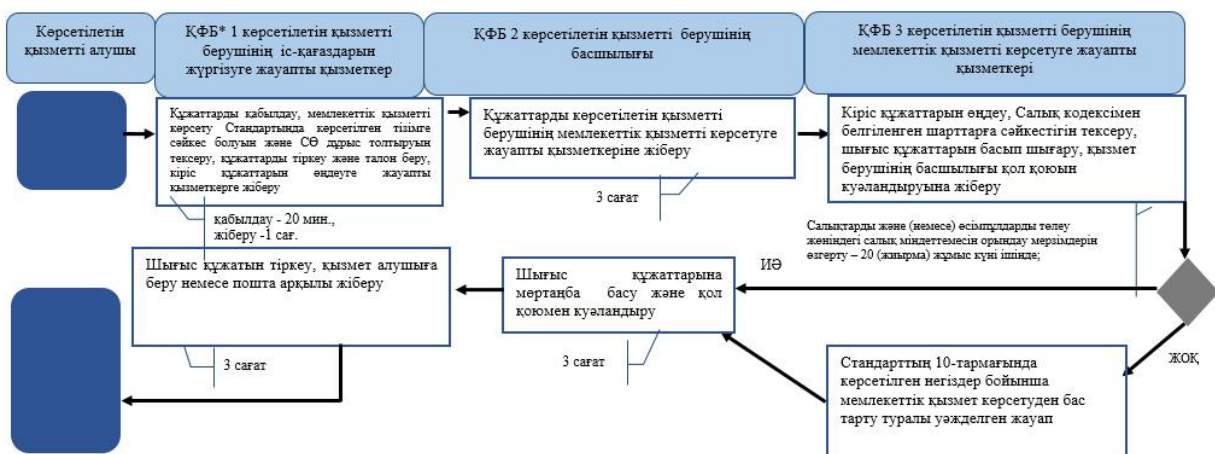 Көрсетілетін
қызметті алушы
ҚФБ* 1 көрсетілетін қызметті
берушінің іс-қағаздарын
жүргізуге жауапты қызметкер
ҚФБ 2 көрсетілетін қызметті берушінің
басшылығы
ҚФБ 3 көрсетілетін қызметті берушінің
мемлекеттік қызметті көрсетуге жауапты
қызметкері
Құжаттарды қабылдау, мемлекеттік қызметті
көрсету Стандартында көрсетілген тізімге
сәйкес болуын және СӨ дұрыс толтыруын
тексеру, құжаттарды тіркеу және талон беру,
кіріс құжаттарын өңдеуге жауапты
қызметкерге жіберу
қабылдау - 20 мин.,
жіберу -1 сағ.
Құжаттарды көрсетілетін қызметті
берушінің мемлекеттік қызметті көрсетуге
жауапты қызметкеріне жіберу
3 сағат
Кіріс құжаттарын өңдеу, Салық кодексімен
белгіленген шарттарға сәйкестігін тексеру,
шығыс құжаттарын басып шығару, қызмет
берушінің басшылығы қол қоюын
куәландыруына жіберу
Салықтарды және (немесе) өсімпұлдарды төлеу
жөніндегі салық міндеттемесін орындау мерзімдерін
өзгерту – 20 (жиырма) жұмыс күні ішінде;
ИӘ
ЖОҚ
Шығыс құжатын тіркеу, қызмет алушыға
беру немесе пошта арқылы жіберу
3 сағат
Шығыс құжаттарына
мөртаңба басу және қол
қоюмен куәландыру
3 сағат
Стандарттың 10-тармағында
көрсетілген негіздер бойынша
мемлекеттік қызмет көрсетуден бас
тарту туралы уәжделген жауап